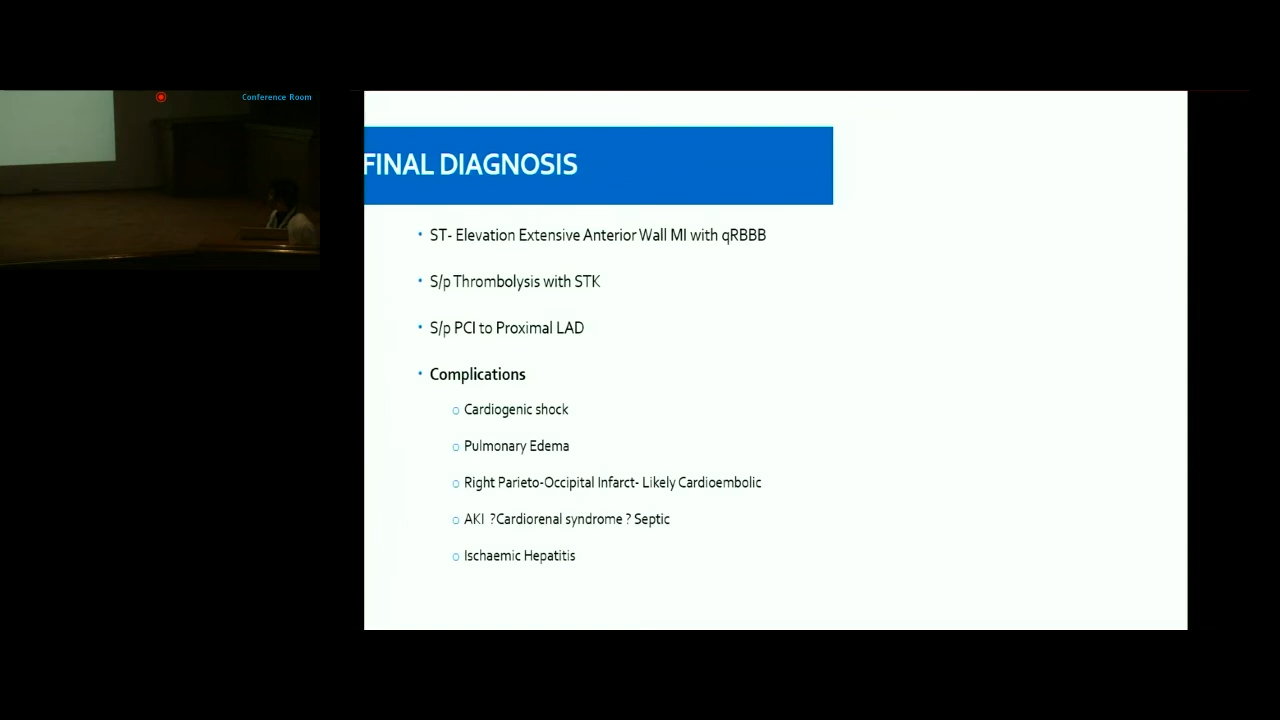 Conference Room
FINAL DIAGNOSIS
• ST- Elevation Extensive Anterior Wall MI with qRBBB
• S/p Thrombolysis with STK
• S/p PCI to Proximal LAD
• Complications
o Cardiogenic shock
o Pulmonary Edema
o Right Parieto-Occipital Infarct- Likely Cardioembolic
o AKI ?Cardiorenal syndrome ? Septic
o Ischaemic Hepatitis